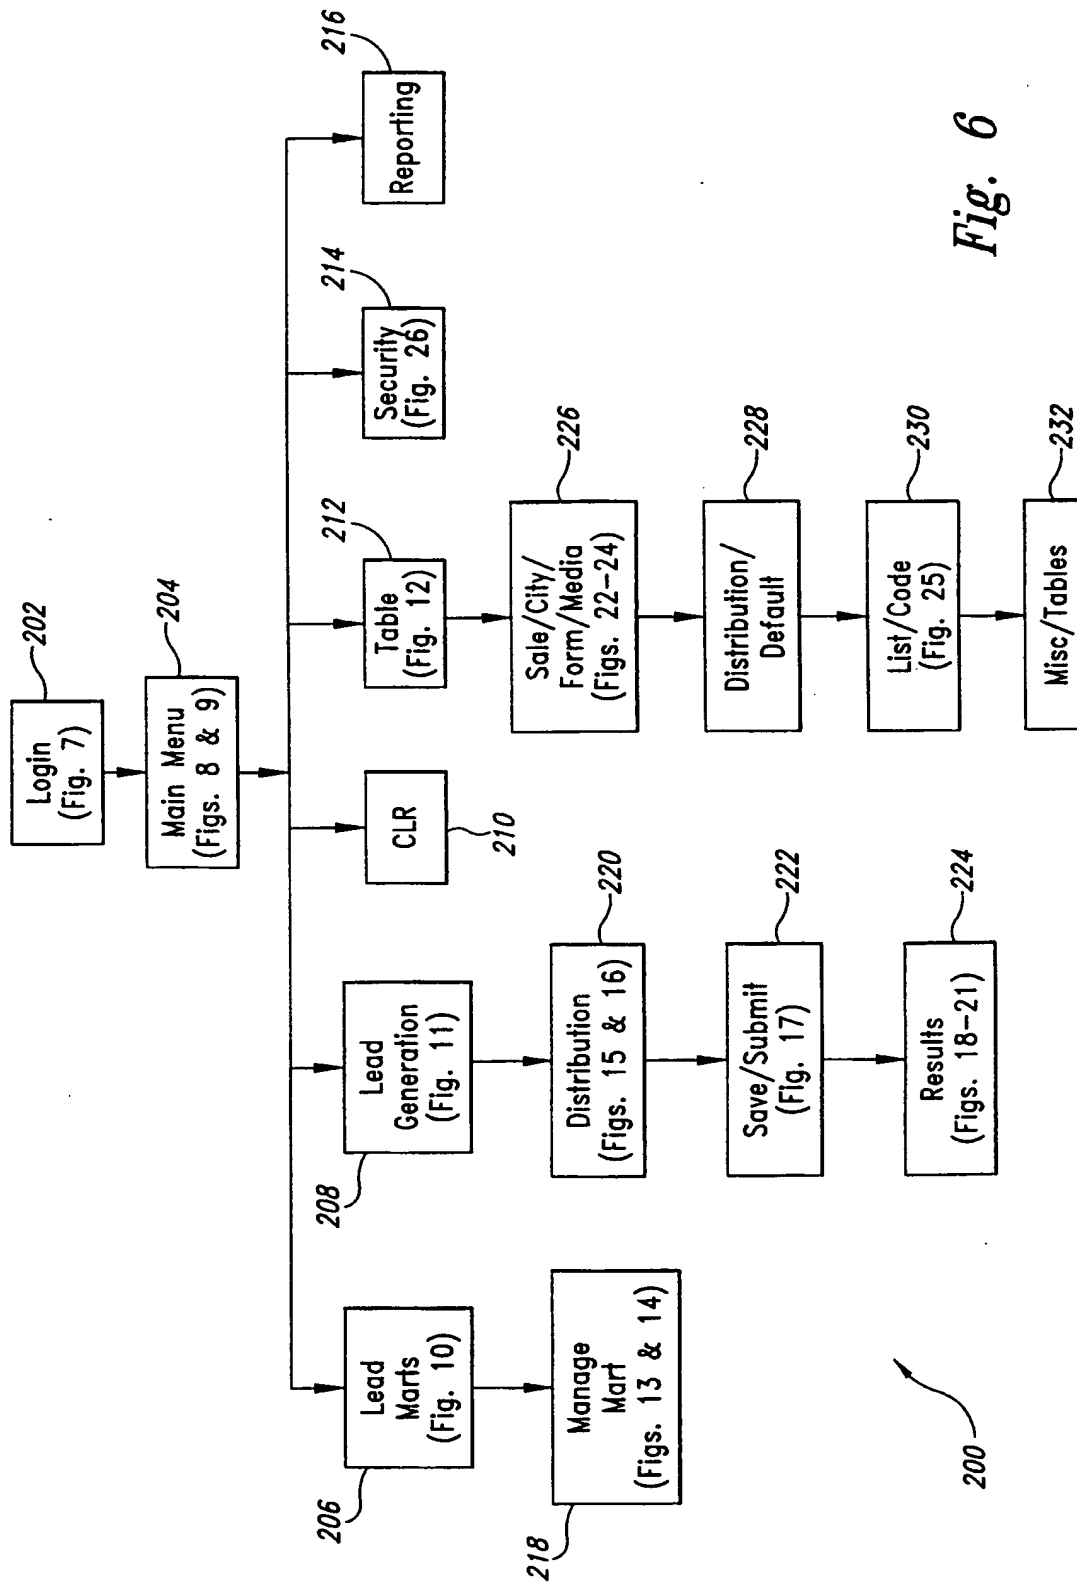 202
Login
(Fig. 7)
204
Main Menu
(Figs. 8 & 9)
206
Lead
Marts
(Fig. 10)
208
Lead
Generation
(Fig. 11)
CLR
210
212
Table
(Fig. 12)
214
Security
(Fig. 26)
216
Reporting
218
Manage
Mart
(Figs. 13 & 14)
220
Distribution
(Figs. 15 & 16)
222
Save/Submit
(Fig. 17)
224
Results
(Figs. 18-21)
226
Sale/City/
Form/Media
(Figs. 22-24)
228
Distribution/
Default
230
List/Code
(Fig. 25)
232
Misc/Tables
200
Fig. 6